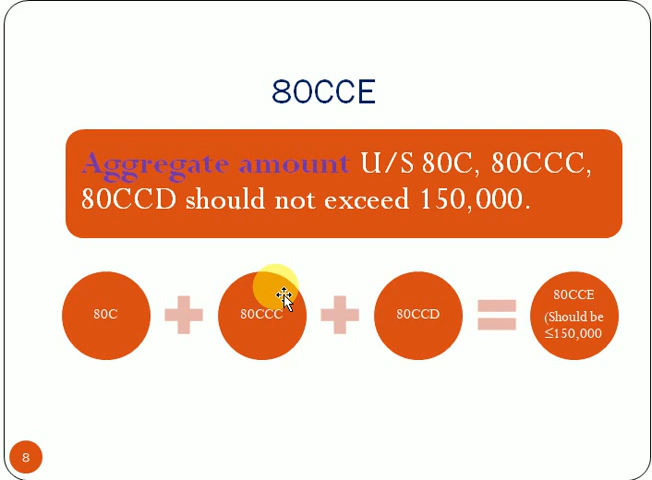 80CCE
Aggregate amount U/S 80C, 80CCC,
80CCD should not exceed 150,000.
80C
80CCC
80CCD
80CCE
(Should be
≤150,000
8